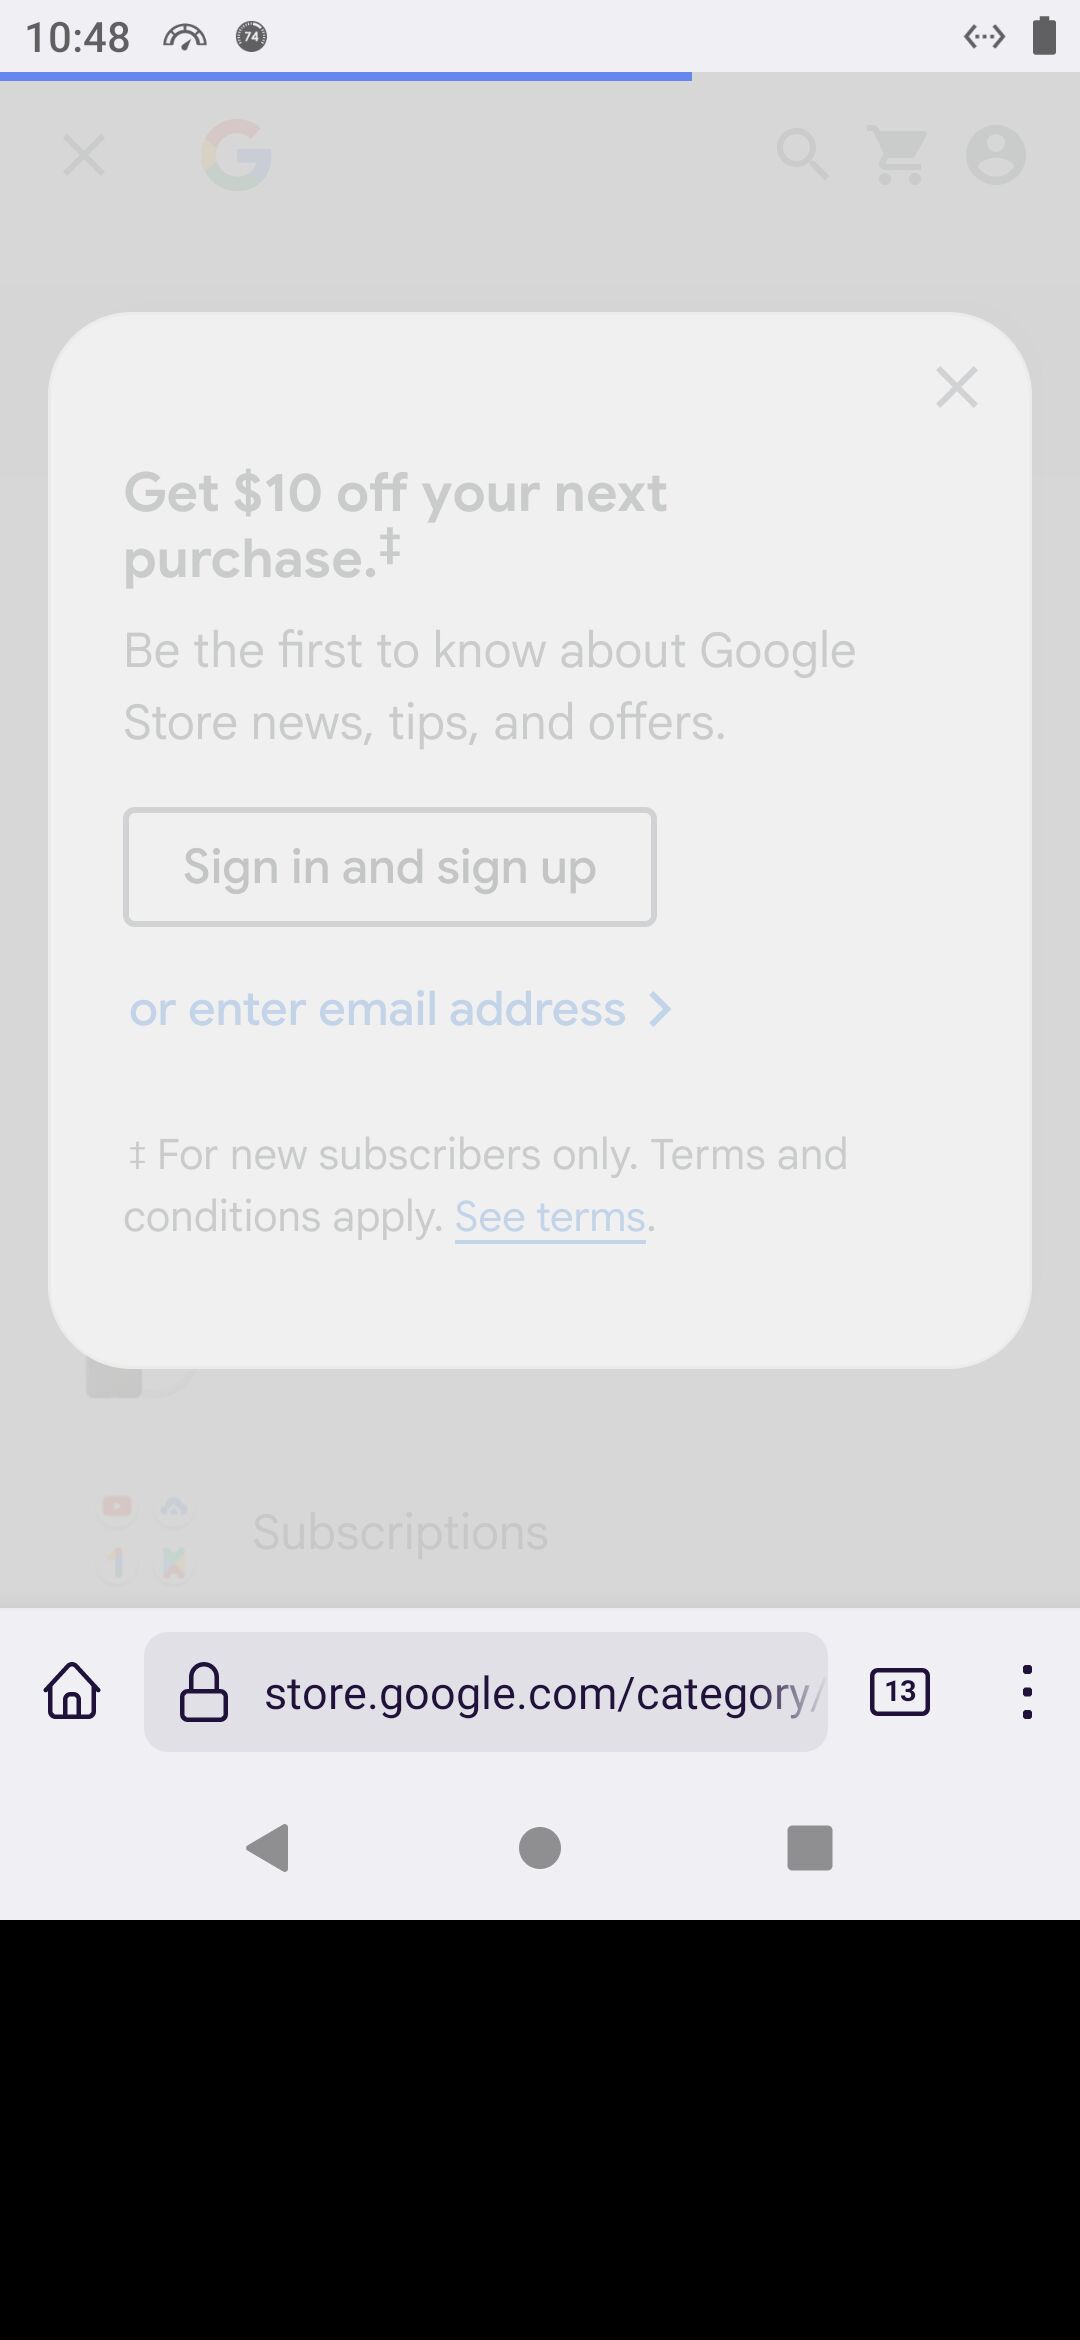 10:48
74
Get $10 off your next
purchase.‡
Be the first to know about Google
Store news, tips, and offers.
Sign in and sign up
or enter email address
‡ For new subscribers only. Terms and
conditions apply. See terms.
Subscriptions
store.google.com/category/
13